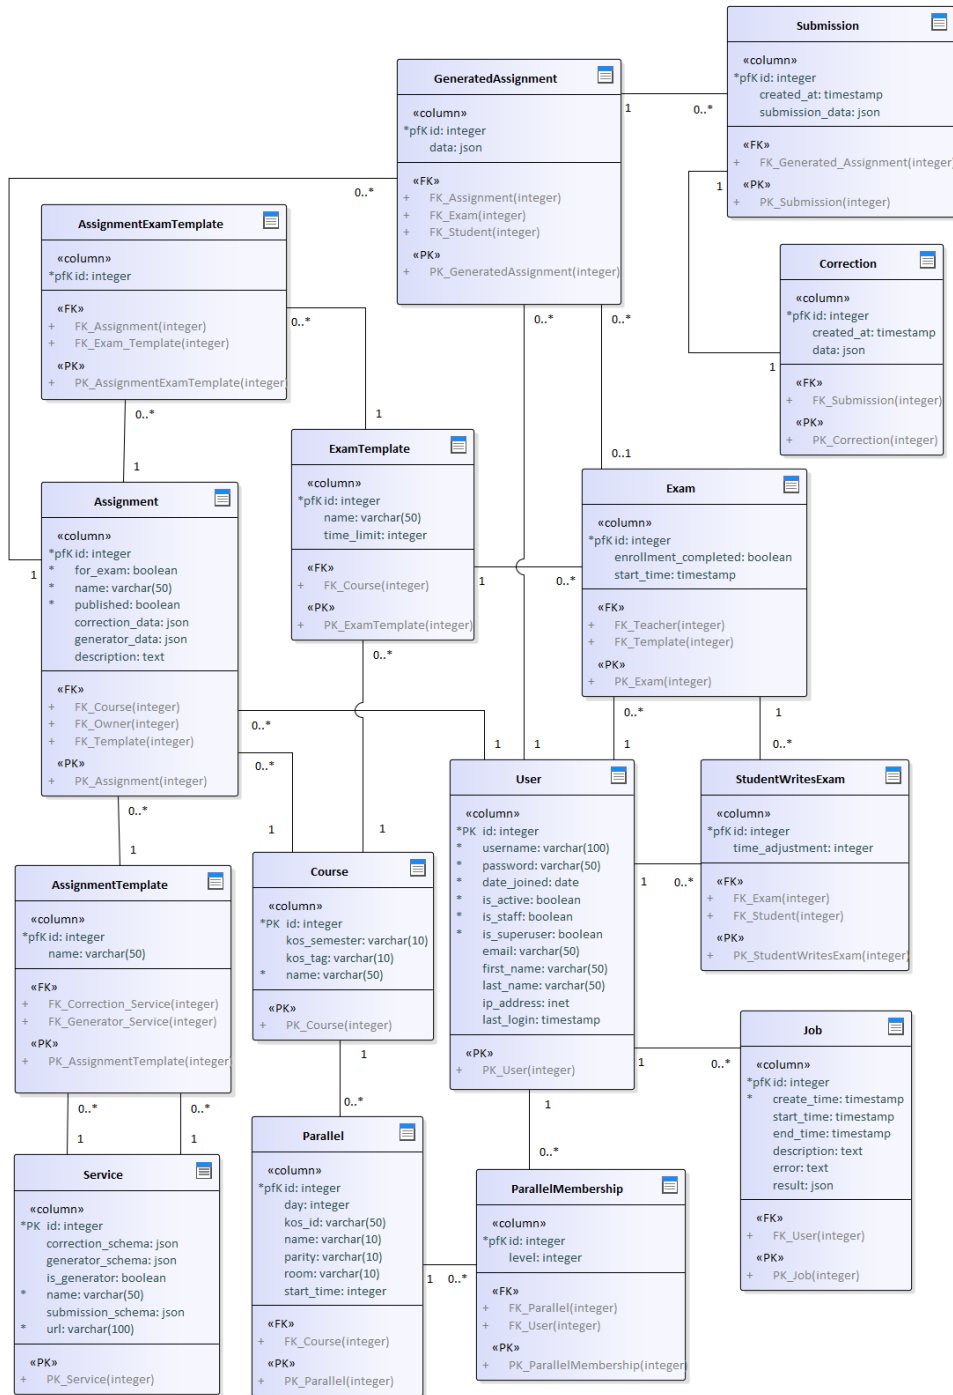 Submission
«column»
*pfK id: integer
created_at: timestamp
submission_data: json
«FK»
+ FK_Generated_Assignment(integer)
«PK»
+ PK_Submission(integer)
GeneratedAssignment
«column»
*pfK id: integer
data: json
«FK»
+ FK_Assignment(integer)
+ FK_Exam(integer)
+ FK_Student(integer)
«PK»
+ PK_GeneratedAssignment(integer)
1
0..*
0..*
1
AssignmentExamTemplate
«column»
*pfK id: integer
«FK»
+ FK_Assignment(integer)
+ FK_Exam_Template(integer)
«PK»
+ PK_AssignmentExamTemplate(integer)
Correction
«column»
*pfK id: integer
created_at: timestamp
data: json
«FK»
+ FK_Submission(integer)
«PK»
+ PK_Correction(integer)
0..*
0..*
0..*
1
0..*
1
1
0..1
ExamTemplate
«column»
*pfK id: integer
name: varchar(50)
time_limit: integer
«FK»
+ FK_Course(integer)
«PK»
+ PK_ExamTemplate(integer)
Exam
«column»
*pfK id: integer
enrollment_completed: boolean
start_time: timestamp
«FK»
+ FK_Teacher(integer)
+ FK_Template(integer)
«PK»
+ PK_Exam(integer)
Assignment
«column»
*pfK id: integer
* for_exam: boolean
* name: varchar(50)
* published: boolean
correction_data: json
generator_data: json
description: text
«FK»
+ FK_Course(integer)
+ FK_Owner(integer)
+ FK_Template(integer)
«PK»
+ PK_Assignment(integer)
1
1
0..*
0..*
0..*
0..*
1
1
1
1
0..*
0..*
User
«column»
*PK id: integer
* username: varchar(100)
* password: varchar(50)
* date_joined: date
* is_active: boolean
* is_staff: boolean
* is_superuser: boolean
email: varchar(50)
first_name: varchar(50)
last_name: varchar(50)
ip_address: inet
last_login: timestamp
«PK»
+ PK_User(integer)
StudentWritesExam
«column»
*pfK id: integer
time_adjustment: integer
«FK»
+ FK_Exam(integer)
+ FK_Student(integer)
«PK»
+ PK_StudentWritesExam(integer)
0..*
1
1
1
1
0..*
AssignmentTemplate
«column»
*pfK id: integer
name: varchar(50)
«FK»
+ FK_Correction_Service(integer)
+ FK_Generator_Service(integer)
«PK»
+ PK_AssignmentTemplate(integer)
Course
«column»
*PK id: integer
kos_semester: varchar(10)
kos_tag: varchar(10)
* name: varchar(50)
«PK»
+ PK_Course(integer)
Job
«column»
*pfK id: integer
* create_time: timestamp
start_time: timestamp
end_time: timestamp
description: text
error: text
result: json
«FK»
+ FK_User(integer)
«PK»
+ PK_Job(integer)
1
1
0..*
0..*
0..*
0..*
1
1
1
0..*
Service
«column»
*PK id: integer
correction_schema: json
generator_schema: json
is_generator: boolean
* name: varchar(50)
submission_schema: json
* url: varchar(100)
«PK»
+ PK_Service(integer)
Parallel
«column»
*pfK id: integer
day: integer
kos_id: varchar(50)
name: varchar(10)
parity: varchar(10)
room: varchar(10)
start_time: integer
«FK»
+ FK_Course(integer)
«PK»
+ PK_Parallel(integer)
1
0..*
ParallelMembership
«column»
*pfK id: integer
level: integer
«FK»
+ FK_Parallel(integer)
+ FK_User(integer)
«PK»
+ PK_ParallelMembership(integer)